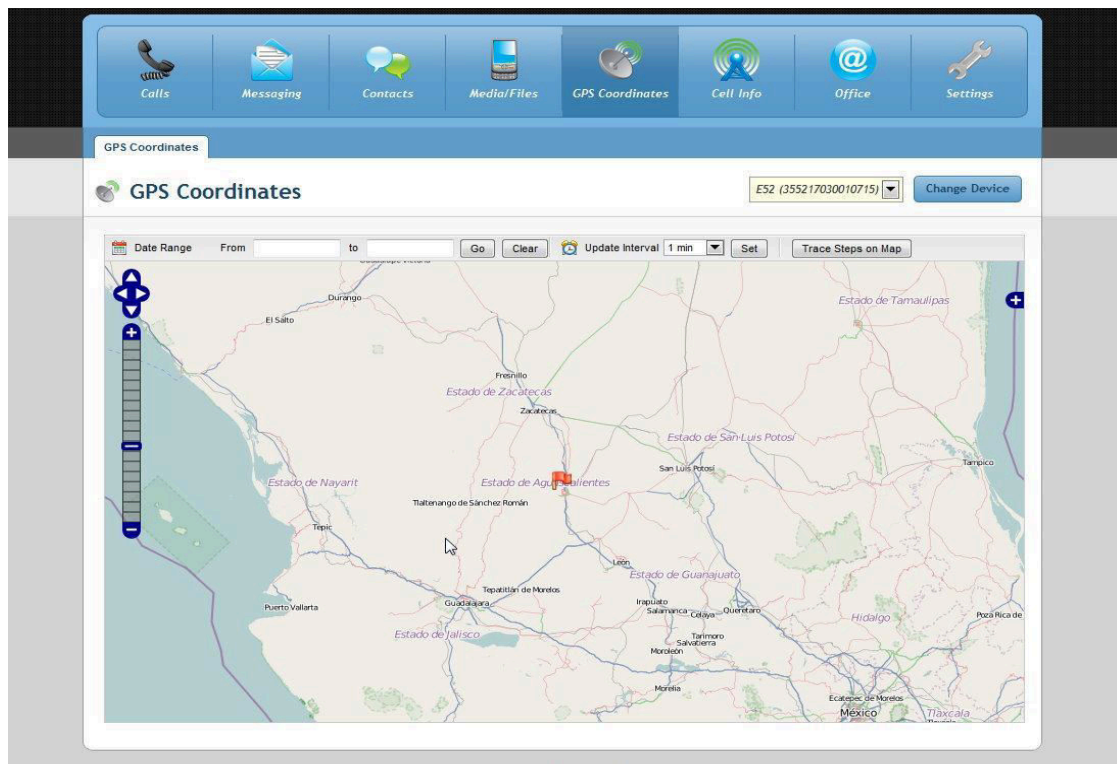 Calls Messaging Contacts Media/Files GPS Coordinates Cell Info Office Settings
GPS Coordinates
GPS Coordinates
E52 (355217030010715) Change Device
Date Range From to Go Clear Update Interval 1 min Set Trace Steps on Map
Durango
Estado de Tamaulipas
El Salto
Fresnillo
Estado de Zacatecas
Zacatecas
Estado de San Luis Potosí
San Luis Potosí
Tampico
Estado de Nayarit
Tlaltenango de Sánchez Román
Tepic
León
Estado de Guanajuato
Tepatitlán de Morelos
Puerto Vallarta
Guadalajara
Irapuato
Salamanca
Celaya
Querétaro
Hidalgo
Poza Rica de
Estado de Jalisco
Tarimoro
Salvatierra
Moroleón
Morelia
Ecatepec de Morelos
México
Tlaxcala